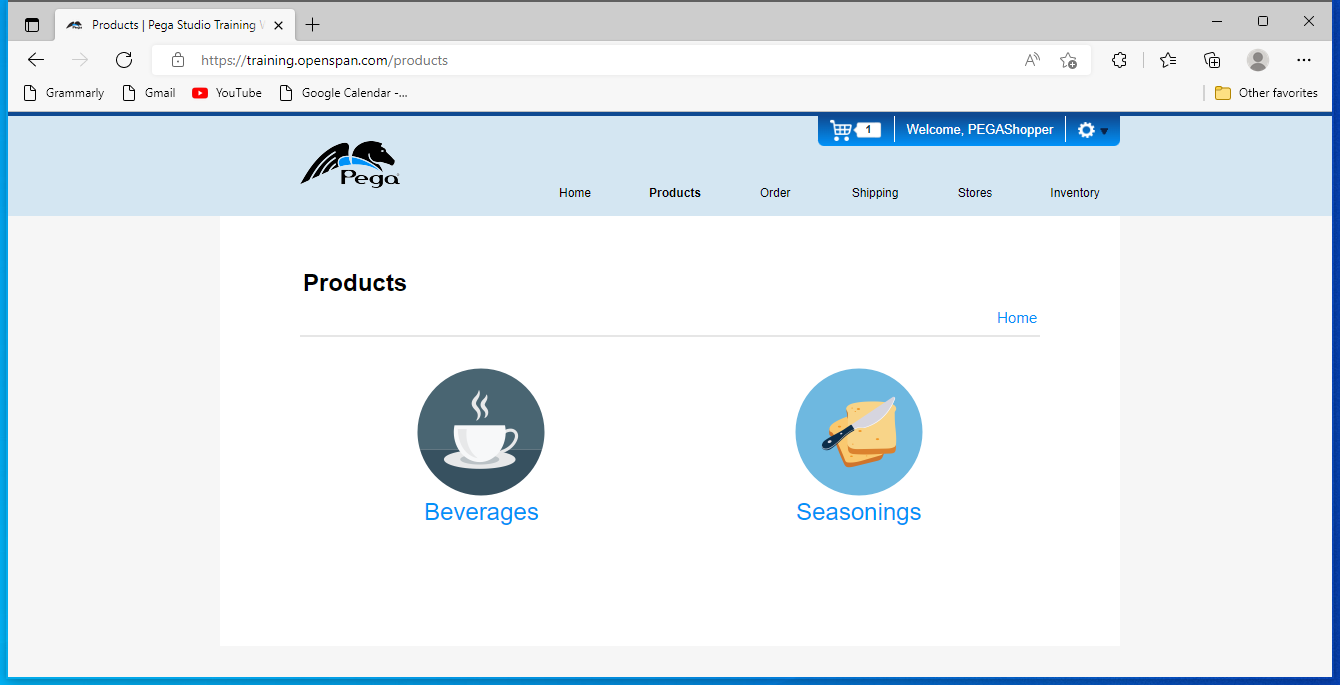 Products | Pega Studio Training
https://training.openspan.com/products
Grammarly Gmail YouTube Google Calendar -... Other favorites
1 Welcome, PEGAShopper
Pega
Home Products Order Shipping Stores Inventory
Products
Home
Beverages Seasonings